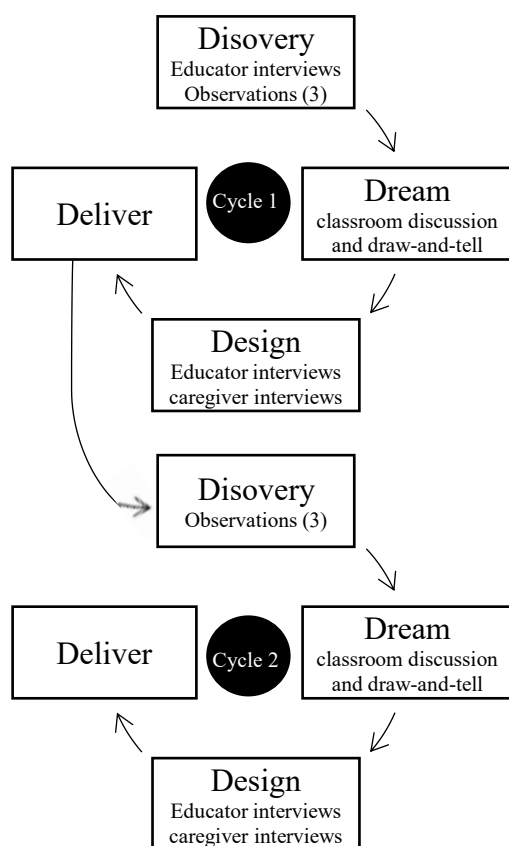 Disovery
Educator interviews
Observations (3)
Deliver
Cycle 1
Dream
classroom discussion
and draw-and-tell
Design
Educator interviews
caregiver interviews
Disovery
Observations (3)
Deliver
Cycle 2
Dream
classroom discussion
and draw-and-tell
Design
Educator interviews
caregiver interviews